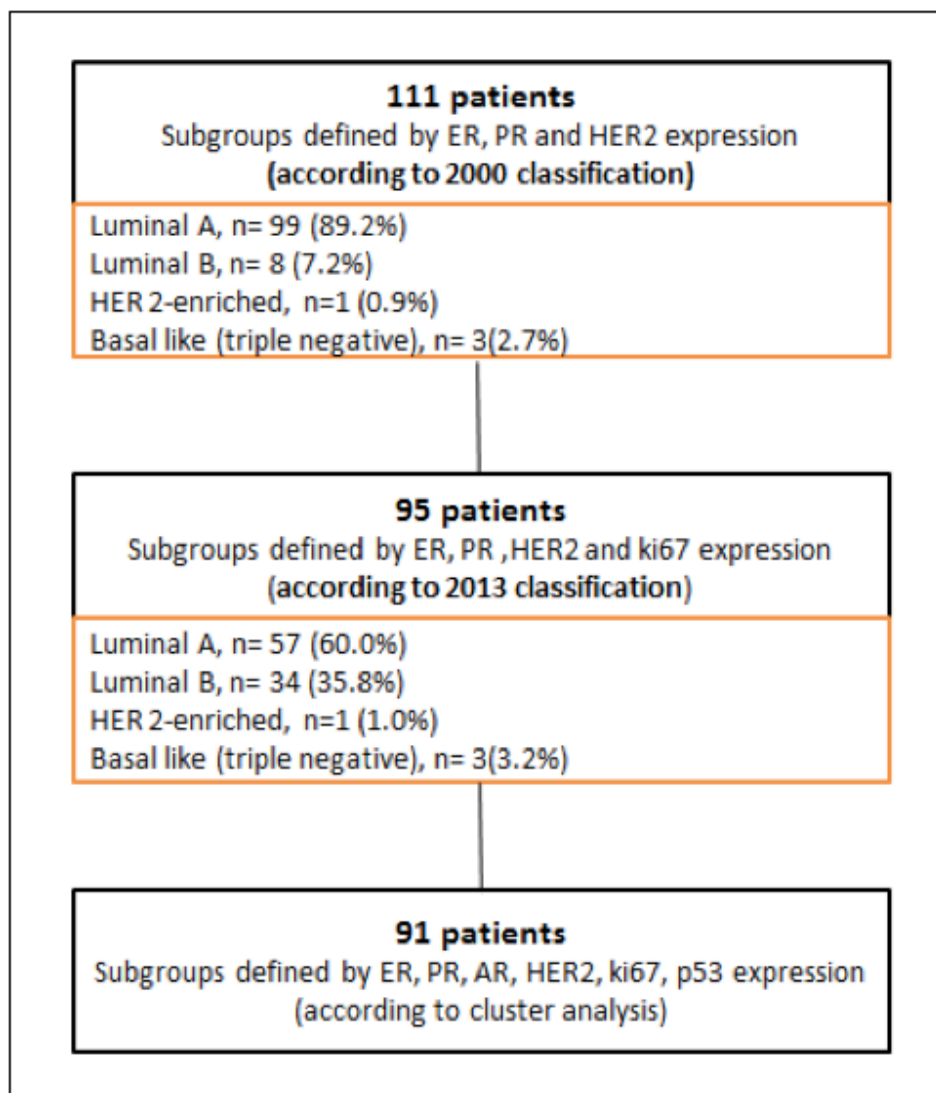 111 patients
Subgroups defined by ER, PR and HER2 expression
(according to 2000 classification)
Luminal A, n= 99 (89.2%)
Luminal B, n= 8 (7.2%)
HER 2-enriched, n=1 (0.9%)
Basal like (triple negative), n= 3(2.7%)
95 patients
Subgroups defined by ER, PR ,HER2 and ki67 expression
(according to 2013 classification)
Luminal A, n= 57 (60.0%)
Luminal B, n= 34 (35.8%)
HER 2-enriched, n=1 (1.0%)
Basal like (triple negative), n= 3(3.2%)
91 patients
Subgroups defined by ER, PR, AR, HER2, ki67, p53 expression
(according to cluster analysis)